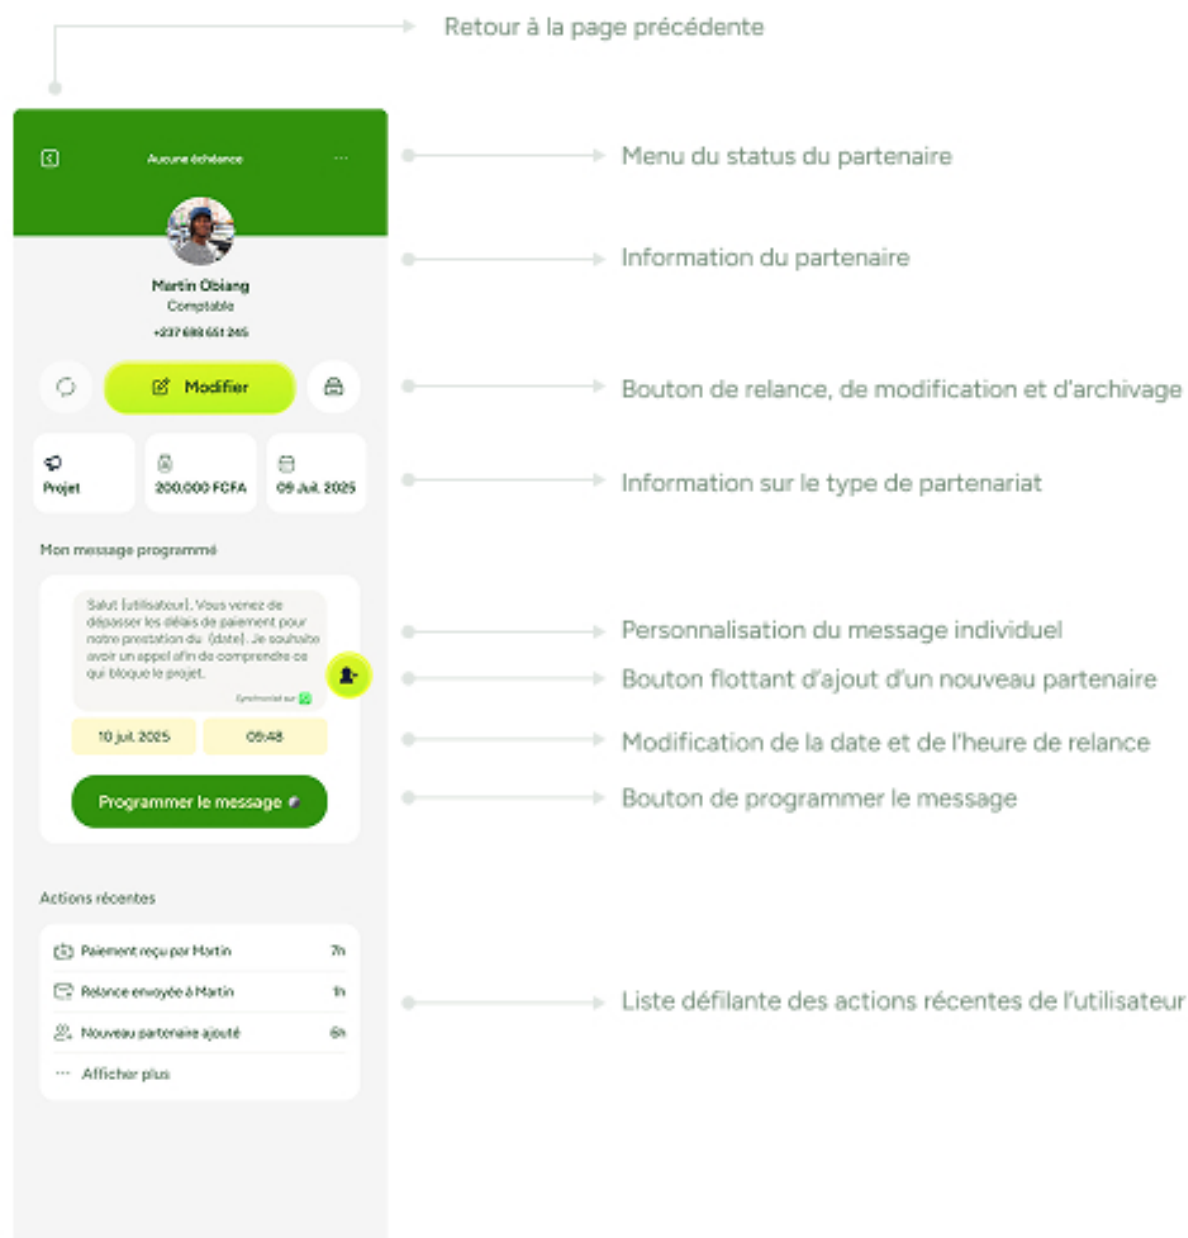 Retour à la page précédente
Aucune échéance
Menu du status du partenaire
Information du partenaire
Martin Obiang
Comptable
+237 698 651 245
Modifier
Bouton de relance, de modification et d'archivage
Projet
200.000 FCFA
09 Juil. 2025
Information sur le type de partenariat
Mon message programmé
Salut [utilisateur]. Vous venez de
dépasser les délais de paiement pour
notre prestation du [date]. Je souhaite
avoir un appel afin de comprendre ce
qui bloque le projet.
Synchronisé sur
Personnalisation du message individuel
Bouton flottant d'ajout d'un nouveau partenaire
10 juil. 2025
09:48
Modification de la date et de l'heure de relance
Programmer le message
Bouton de programmer le message
Actions récentes
Paiement reçu par Martin 7h
Relance envoyée à Martin 1h
Nouveau partenaire ajouté 6h
Afficher plus
Liste défilante des actions récentes de l'utilisateur